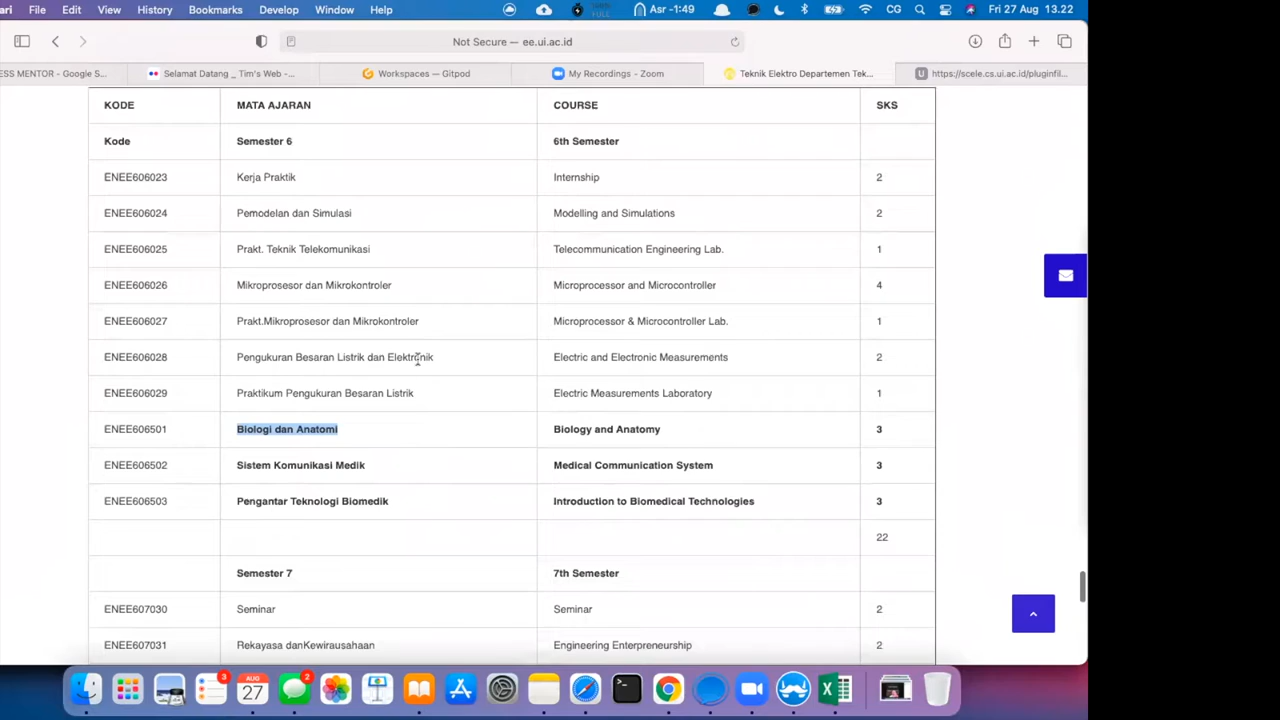 ari File Edit View History Bookmarks Develop Window Help FULL Asr -1:49 CG Fri 27 Aug 13.22
Not Secure — ee.ui.ac.id
ESS MENTOR - Google S... Selamat Datang _ Tim's Web -... Workspaces — Gitpod My Recordings - Zoom Teknik Elektro Departemen Tek... https://scele.cs.ui.ac.id/pluginfil...
KODE MATA AJARAN COURSE SKS
Kode Semester 6 6th Semester
ENEE606023 Kerja Praktik Internship 2
ENEE606024 Pemodelan dan Simulasi Modelling and Simulations 2
ENEE606025 Prakt. Teknik Telekomunikasi Telecommunication Engineering Lab. 1
ENEE606026 Mikroprosesor dan Mikrokontroler Microprocessor and Microcontroller 4
ENEE606027 Prakt.Mikroprosesor dan Mikrokontroler Microprocessor & Microcontroller Lab. 1
ENEE606028 Pengukuran Besaran Listrik dan Elektronik Electric and Electronic Measurements 2
ENEE606029 Praktikum Pengukuran Besaran Listrik Electric Measurements Laboratory 1
ENEE606501 Biologi dan Anatomi Biology and Anatomy 3
ENEE606502 Sistem Komunikasi Medik Medical Communication System 3
ENEE606503 Pengantar Teknologi Biomedik Introduction to Biomedical Technologies 3
22
Semester 7 7th Semester
ENEE607030 Seminar Seminar 2
ENEE607031 Rekayasa danKewirausahaan Engineering Enterpreneurship 2
3 AUG 27 2